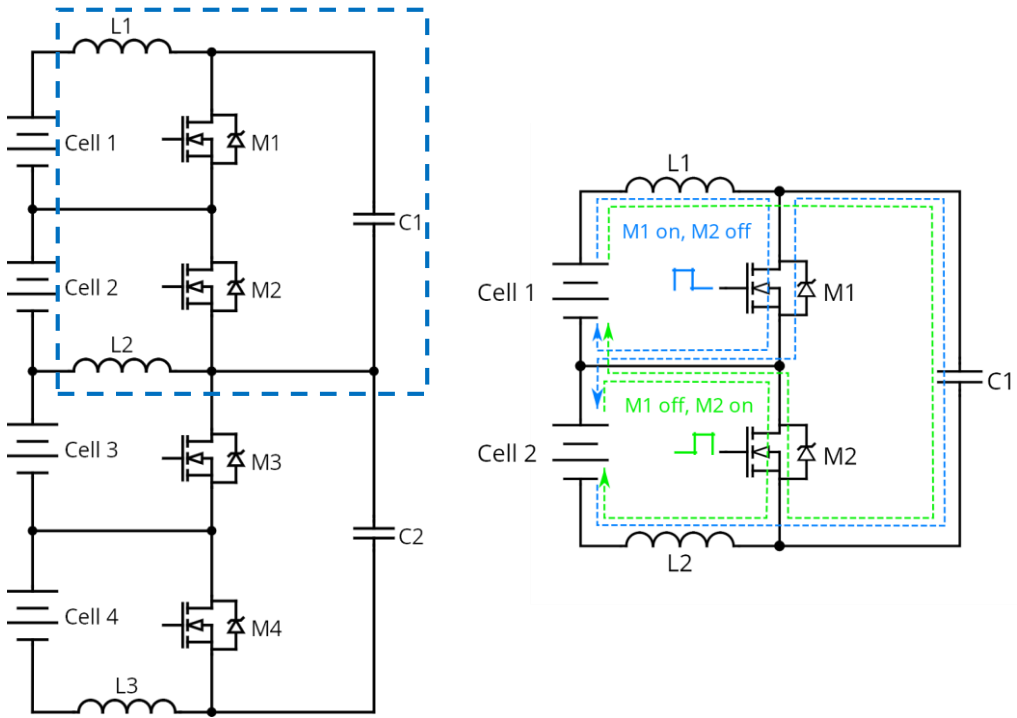 L1
Cell 1
M1
C1
Cell 2
M2
L2
Cell 3
M3
C2
Cell 4
M4
L3
L1
M1 on, M2 off
Cell 1
M1
C1
M1 off, M2 on
Cell 2
M2
L2